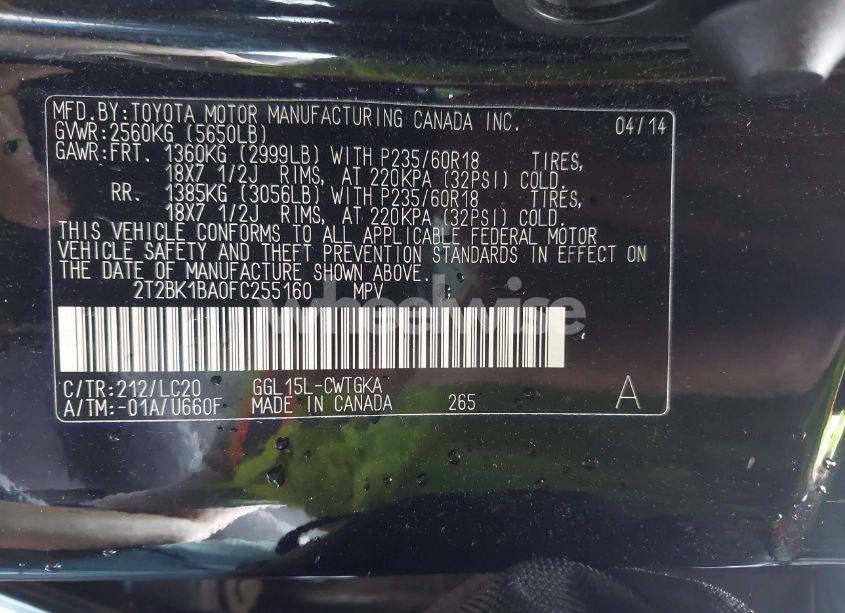 MFD.BY:TOYOTA MOTOR MANUFACTURING CANADA INC. 04/14
GVWR:2560KG (5650LB)
GAWR:FRT. 1360KG (2999LB) WITH P235/60R18 TIRES,
18X7 1/2J RIMS, AT 220KPA (32PSI) COLD.
RR. 1385KG (3056LB) WITH P235/60R18 TIRES,
18X7 1/2J RIMS, AT 220KPA (32PSI) COLD.
THIS VEHICLE CONFORMS TO ALL APPLICABLE FEDERAL MOTOR
VEHICLE SAFETY AND THEFT PREVENTION STANDARDS IN EFFECT ON
THE DATE OF MANUFACTURE SHOWN ABOVE.
2T2BK1BA0FC255160 MPV
wheelwise
C/TR:212/LC20 GGL15L-CWTGKA
A/TM:-01A/U660F MADE IN CANADA 265 A